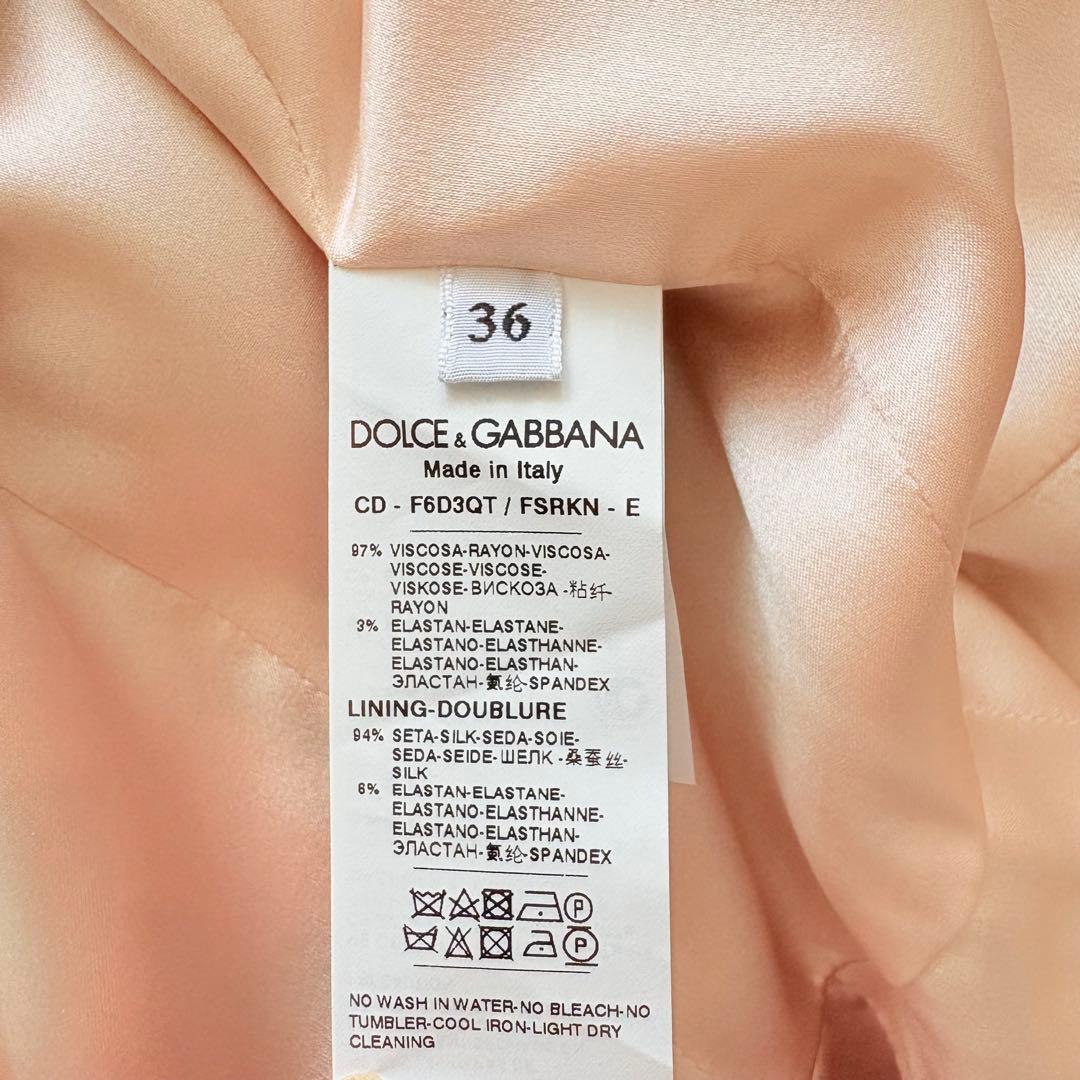 36
DOLCE & GABBANA
Made in Italy
CD - F6D3QT / FSRKN - E
97% VISCOSA-RAYON-VISCOSA-
VISCOSE-VISCOSE-
VISKOSE-ВИСКОЗА-粘纤-
RAYON
3% ELASTAN-ELASTANE-
ELASTANO-ELASTHANNE-
ELASTANO-ELASTHAN-
ЭЛАСТАН-氨纶-SPANDEX
LINING-DOUBLURE
94% SETA-SILK-SEDA-SOIE-
SEDA-SEIDE-ШЕЛК-桑蚕丝-
SILK
6% ELASTAN-ELASTANE-
ELASTANO-ELASTHANNE-
ELASTANO-ELASTHAN-
ЭЛАСТАН-氨纶-SPANDEX
P
P
NO WASH IN WATER-NO BLEACH-NO
TUMBLER-COOL IRON-LIGHT DRY
CLEANING